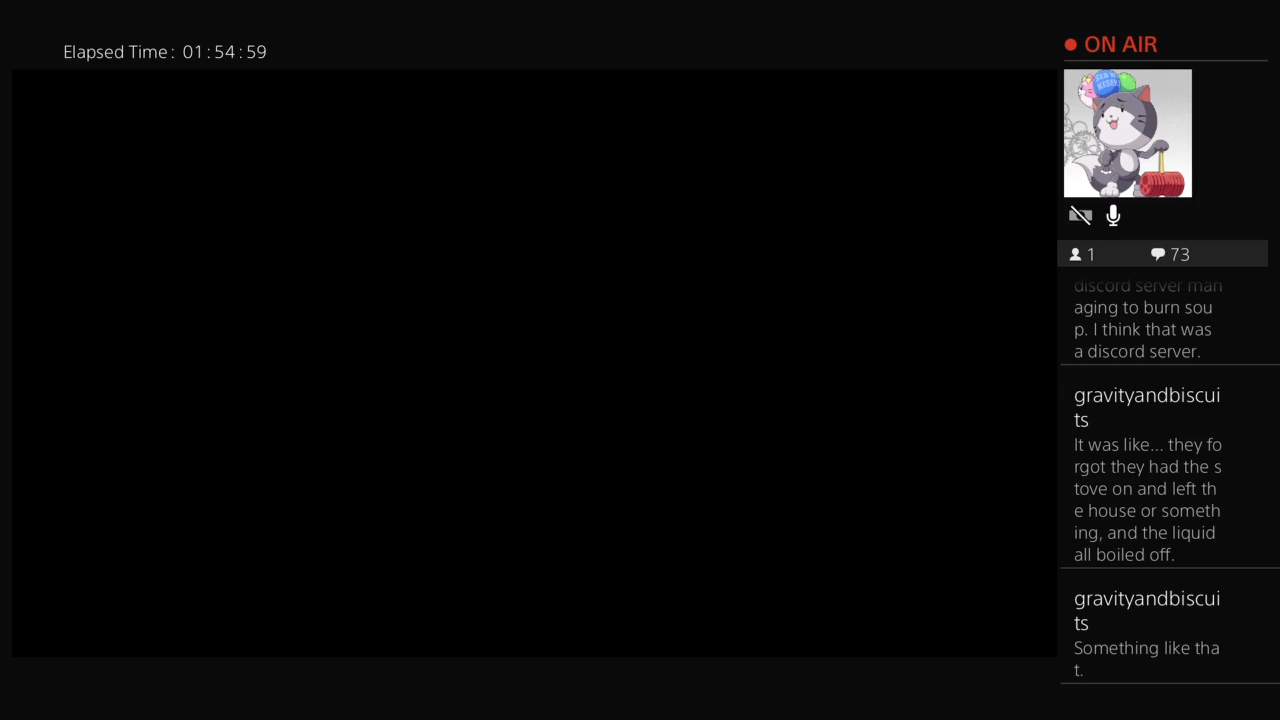 Elapsed Time: 01:54:59
ON AIR
1
73
discord server man
aging to burn sou
p. I think that was
a discord server.
gravityandbiscui
ts
It was like... they fo
rgot they had the s
tove on and left th
e house or someth
ing, and the liquid
all boiled off.
gravityandbiscui
ts
Something like tha
t.